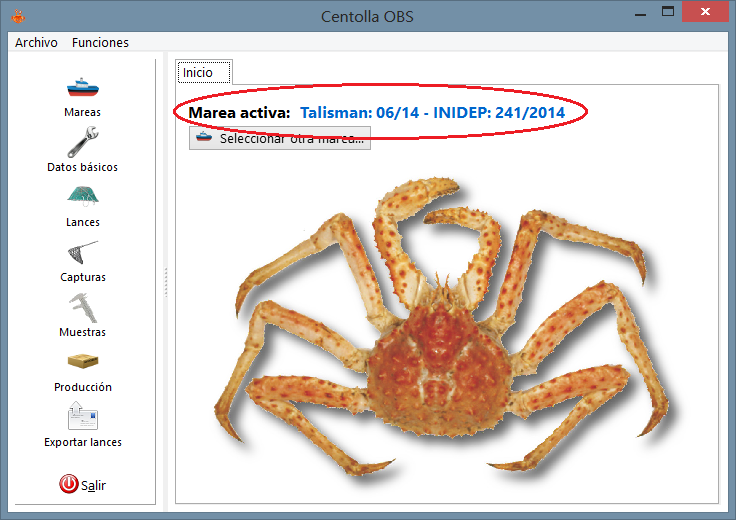 Centolla OBS
Archivo Funciones
Inicio
Marea activa: Talisman: 06/14 - INIDEP: 241/2014
Seleccionar otra marea...
Mareas
Datos básicos
Lances
Capturas
Muestras
Producción
Exportar lances
Salir